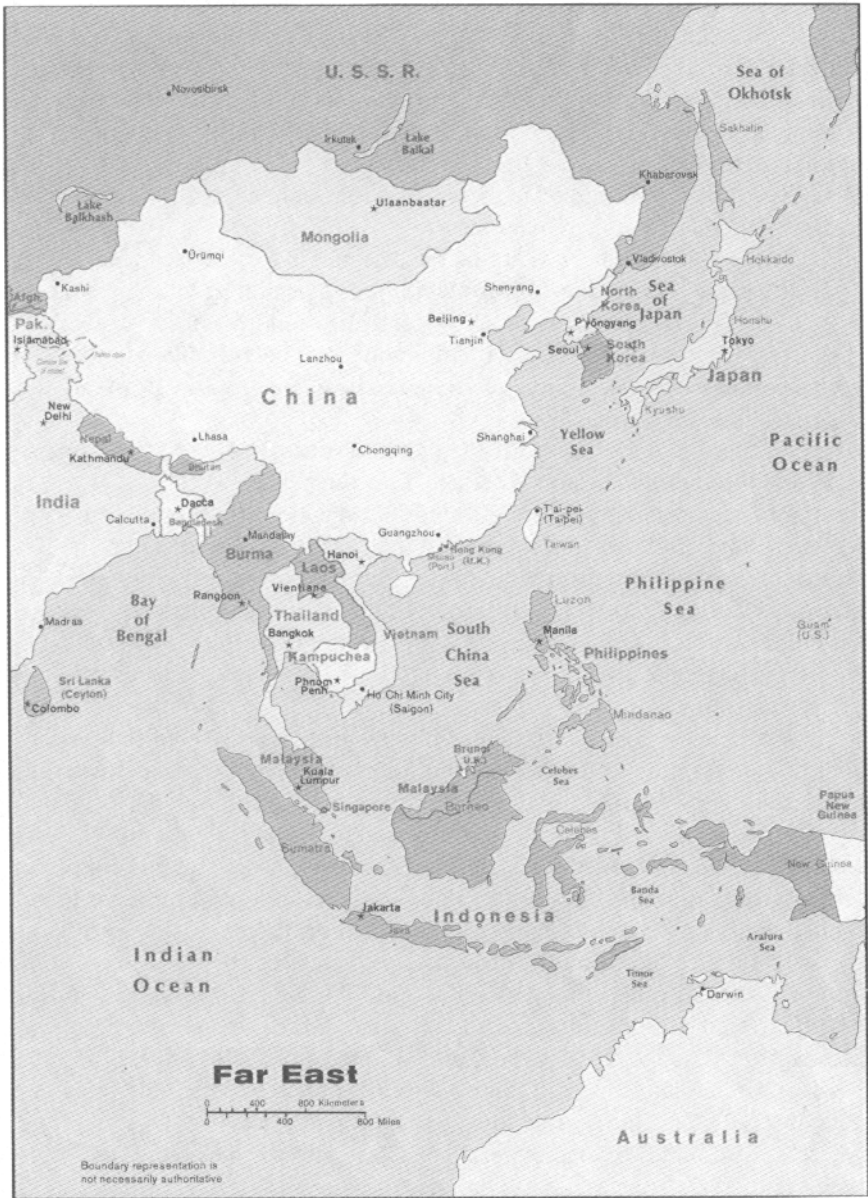 U. S. S. R.
Sea of
Okhotsk
Novosibirsk
Irkutsk
Lake
Baikal
Sakhalin
Khabarovsk
Lake
Balkhash
Ulaanbaatar
Mongolia
Ürümqi
Vladivostok
Hokkaido
Kashi
Afgh.
Shenyang
North
Korea
Sea
of
Japan
Honshu
Pak.
Islāmābād
Beijing
P'yŏngyang
Tianjin
Seoul
South
Korea
Tokyo
Japan
Lanzhou
China
Kyushu
New
Delhi
Nepal
Kathmandu
Lhasa
Bhutan
Chongqing
Shanghai
Yellow
Sea
Pacific
Ocean
India
Dacca
Bangladesh
Calcutta
Mandalay
Burma
Guangzhou
Macao
(Port.)
Hong Kong
(U.K.)
T'ai-pei
(Taipei)
Taiwan
Hanoi
Laos
Vientiane
Rangoon
Thailand
Bangkok
Bay
of
Bengal
Madras
Vietnam
South
China
Sea
Luzon
Manila
Philippine
Sea
Guam
(U.S.)
Philippines
Kampuchea
Phnom
Penh
Ho Chi Minh City
(Saigon)
Sri Lanka
(Ceylon)
Colombo
Mindanao
Malaysia
Kuala
Lumpur
Brunei
(U.K.)
Malaysia
Borneo
Celebes
Sea
Singapore
Sumatra
Celebes
Papua
New
Guinea
New Guinea
Banda
Sea
Jakarta
Java
Indonesia
Arafura
Sea
Timor
Sea
Indian
Ocean
Darwin
Far East
0 400 800 Kilometers
0 400 800 Miles
Australia
Boundary representation is
not necessarily authoritative